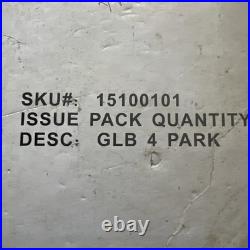 SKU#: 15100101
ISSUE PACK QUANTITY
DESC: GLB 4 PARK